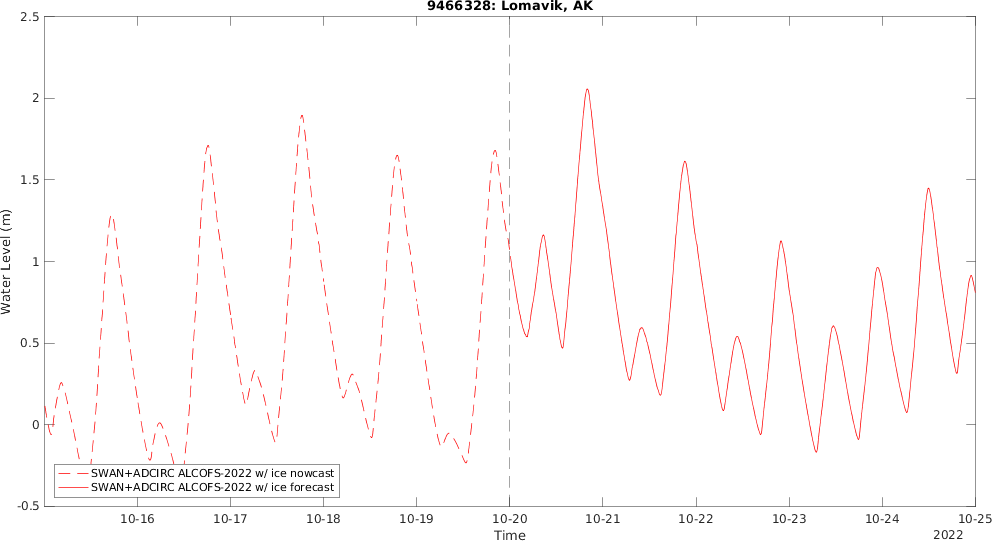 9466328: Lomavik, AK
2.5
2
1.5
1
0.5
0
-0.5
Water Level (m)
SWAN+ADCIRC ALCOFS-2022 w/ ice nowcast
SWAN+ADCIRC ALCOFS-2022 w/ ice forecast
10-16 10-17 10-18 10-19 10-20 10-21 10-22 10-23 10-24 10-25
Time
2022